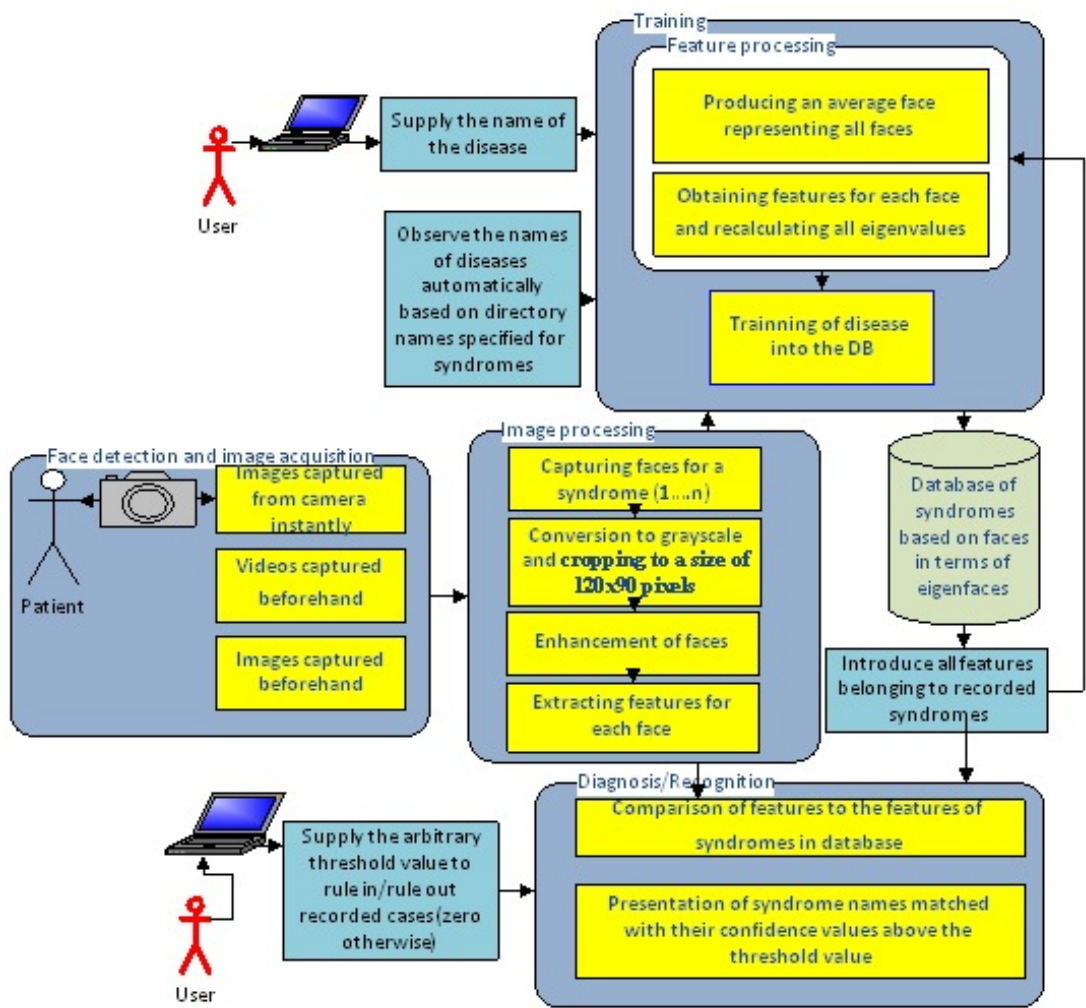 Training
Feature processing
Producing an average face
representing all faces
Obtaining features for each face
and recalculating all eigenvalues
Trainning of disease
into the DB
Supply the name of
the disease
User
Observe the names
of diseases
automatically
based on directory
names specified for
syndromes
Face detection and image acquisition
Images captured
from camera
instantly
Videos captured
beforehand
Images captured
beforehand
Patient
Image processing
Capturing faces for a
syndrome (1....n)
Conversion to grayscale
and cropping to a size of
120x90 pixels
Enhancement of faces
Extracting features for
each face
Database of
syndromes
based on faces
in terms of
eigenfaces
Introduce all features
belonging to recorded
syndromes
Diagnosis/Recognition
Comparison of features to the features of
syndromes in database
Presentation of syndrome names matched
with their confidence values above the
threshold value
Supply the arbitrary
threshold value to
rule in/rule out
recorded cases(zero
otherwise)
User